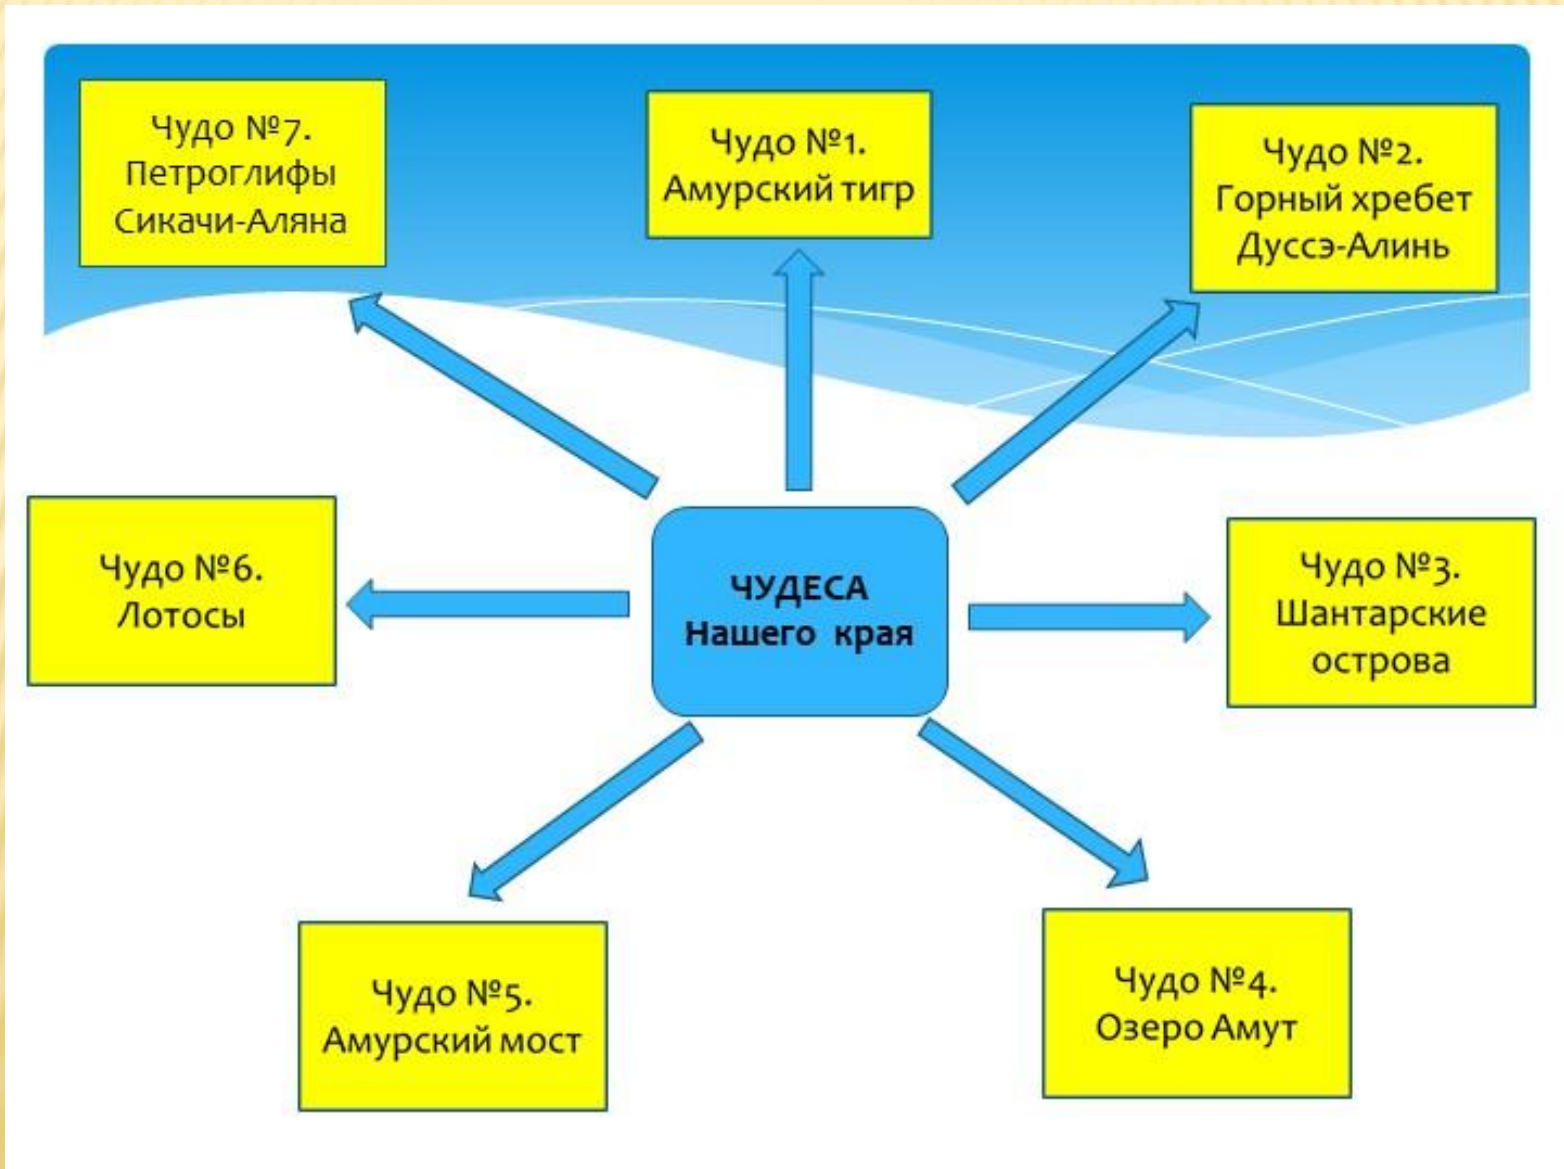 Чудо №7.
Петроглифы
Сикачи-Аляна
Чудо №1.
Амурский тигр
Чудо №2.
Горный хребет
Дуссэ-Алинь
Чудо №6.
Лотосы
ЧУДЕСА
Нашего края
Чудо №3.
Шантарские
острова
Чудо №5.
Амурский мост
Чудо №4.
Озеро Амут